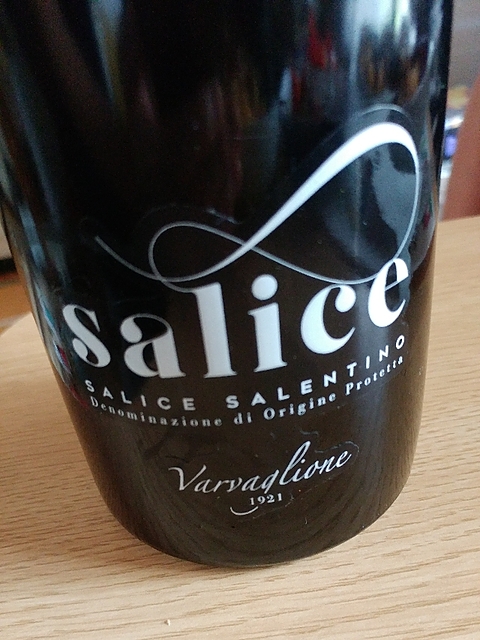 salice
SALICE SALENTINO
Denominazione di Origine Protetta
Varvaglione
1921